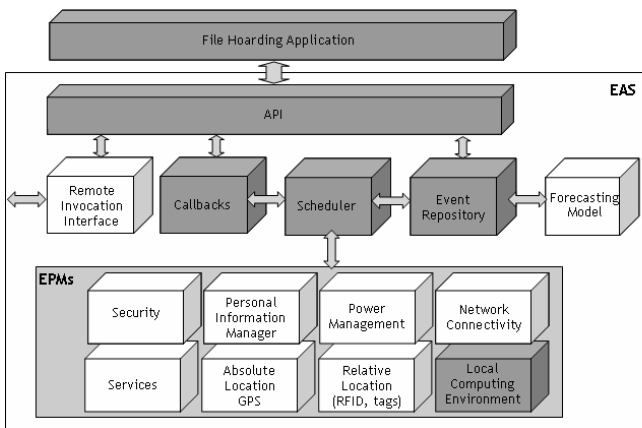 File Hoarding Application
EAS
API
Remote
Invocation
Interface
Callbacks
Scheduler
Event
Repository
Forecasting
Model
EPMs
Security
Personal
Information
Manager
Power
Management
Network
Connectivity
Services
Absolute
Location
GPS
Relative
Location
(RFID, tags)
Local
Computing
Environment